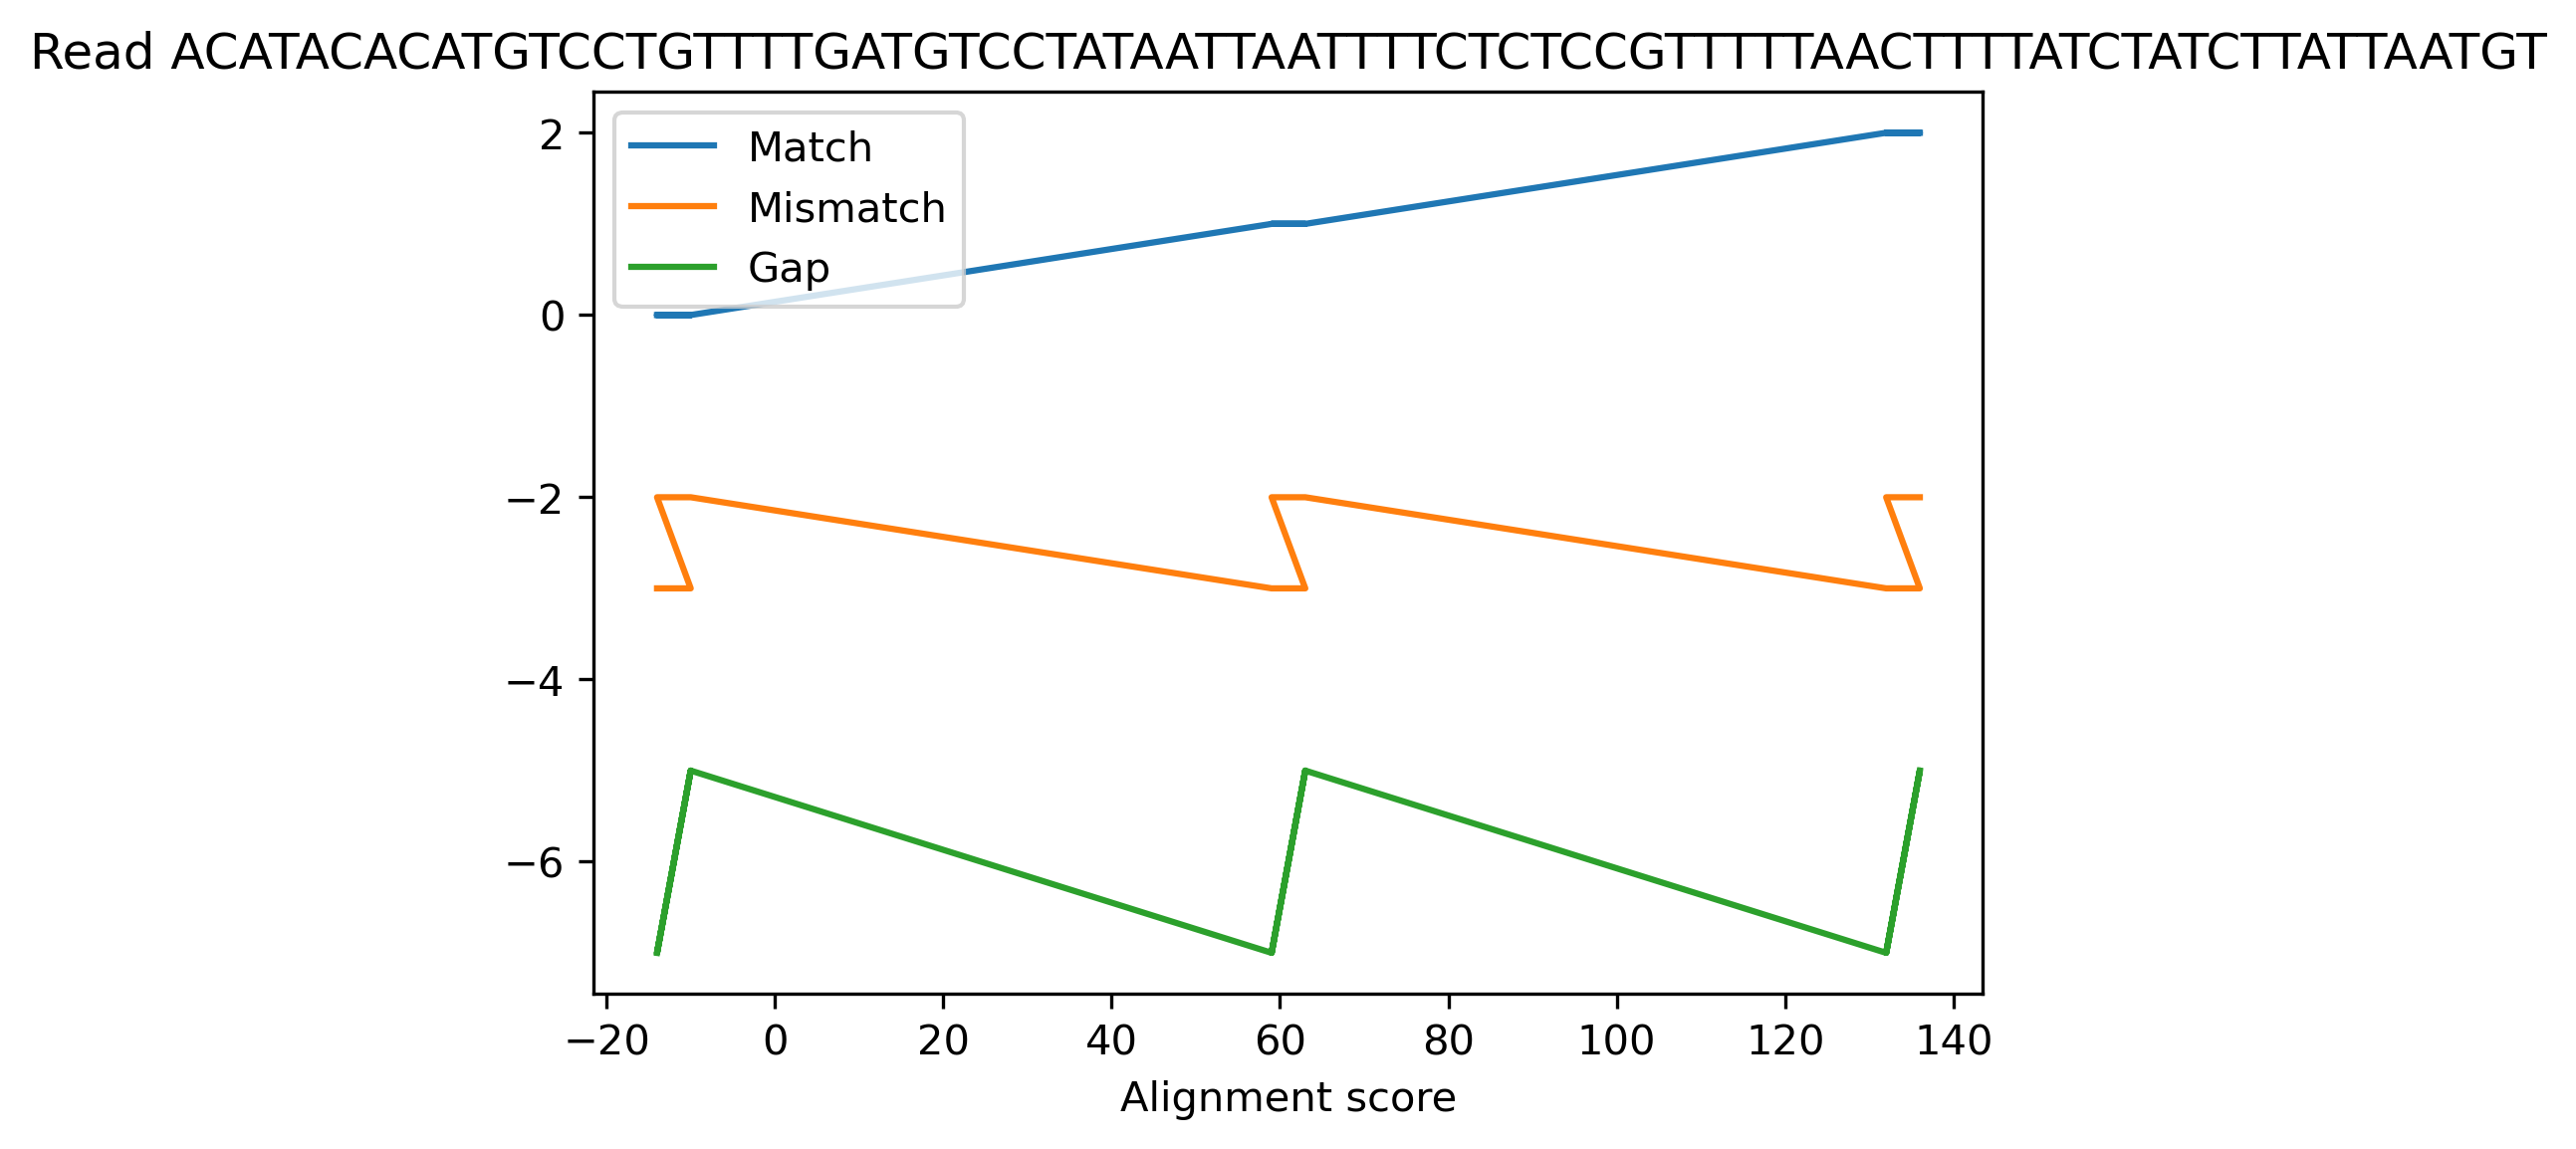 Read ACATACACATGTCCTGTTTTGATGTCCTATAATTAATTTTCTCTCCGTTTTTAACTTTTATCTATCTTATTAATGT
Match
Mismatch
Gap
2
0
−2
−4
−6
−20 0 20 40 60 80 100 120 140
Alignment score